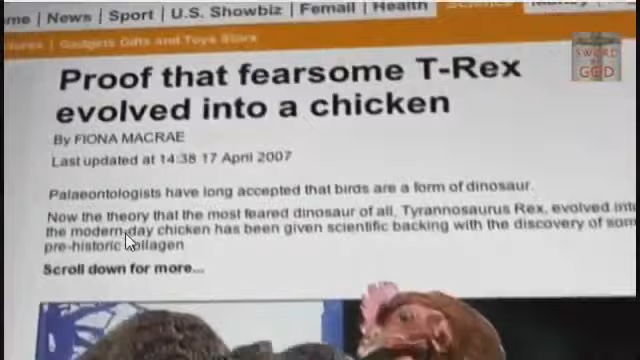 me | News | Sport | U.S. Showbiz | Femail | Health
Gadgets Gifts and Toys Store
SWORD
GOD
Proof that fearsome T-Rex
evolved into a chicken
By FIONA MACRAE
Last updated at 14:38 17 April 2007
Palaeontologists have long accepted that birds are a form of dinosaur.
Now the theory that the most feared dinosaur of all, Tyrannosaurus Rex, evolved int
the modern-day chicken has been given scientific backing with the discovery of som
pre-historic collagen
Scroll down for more...